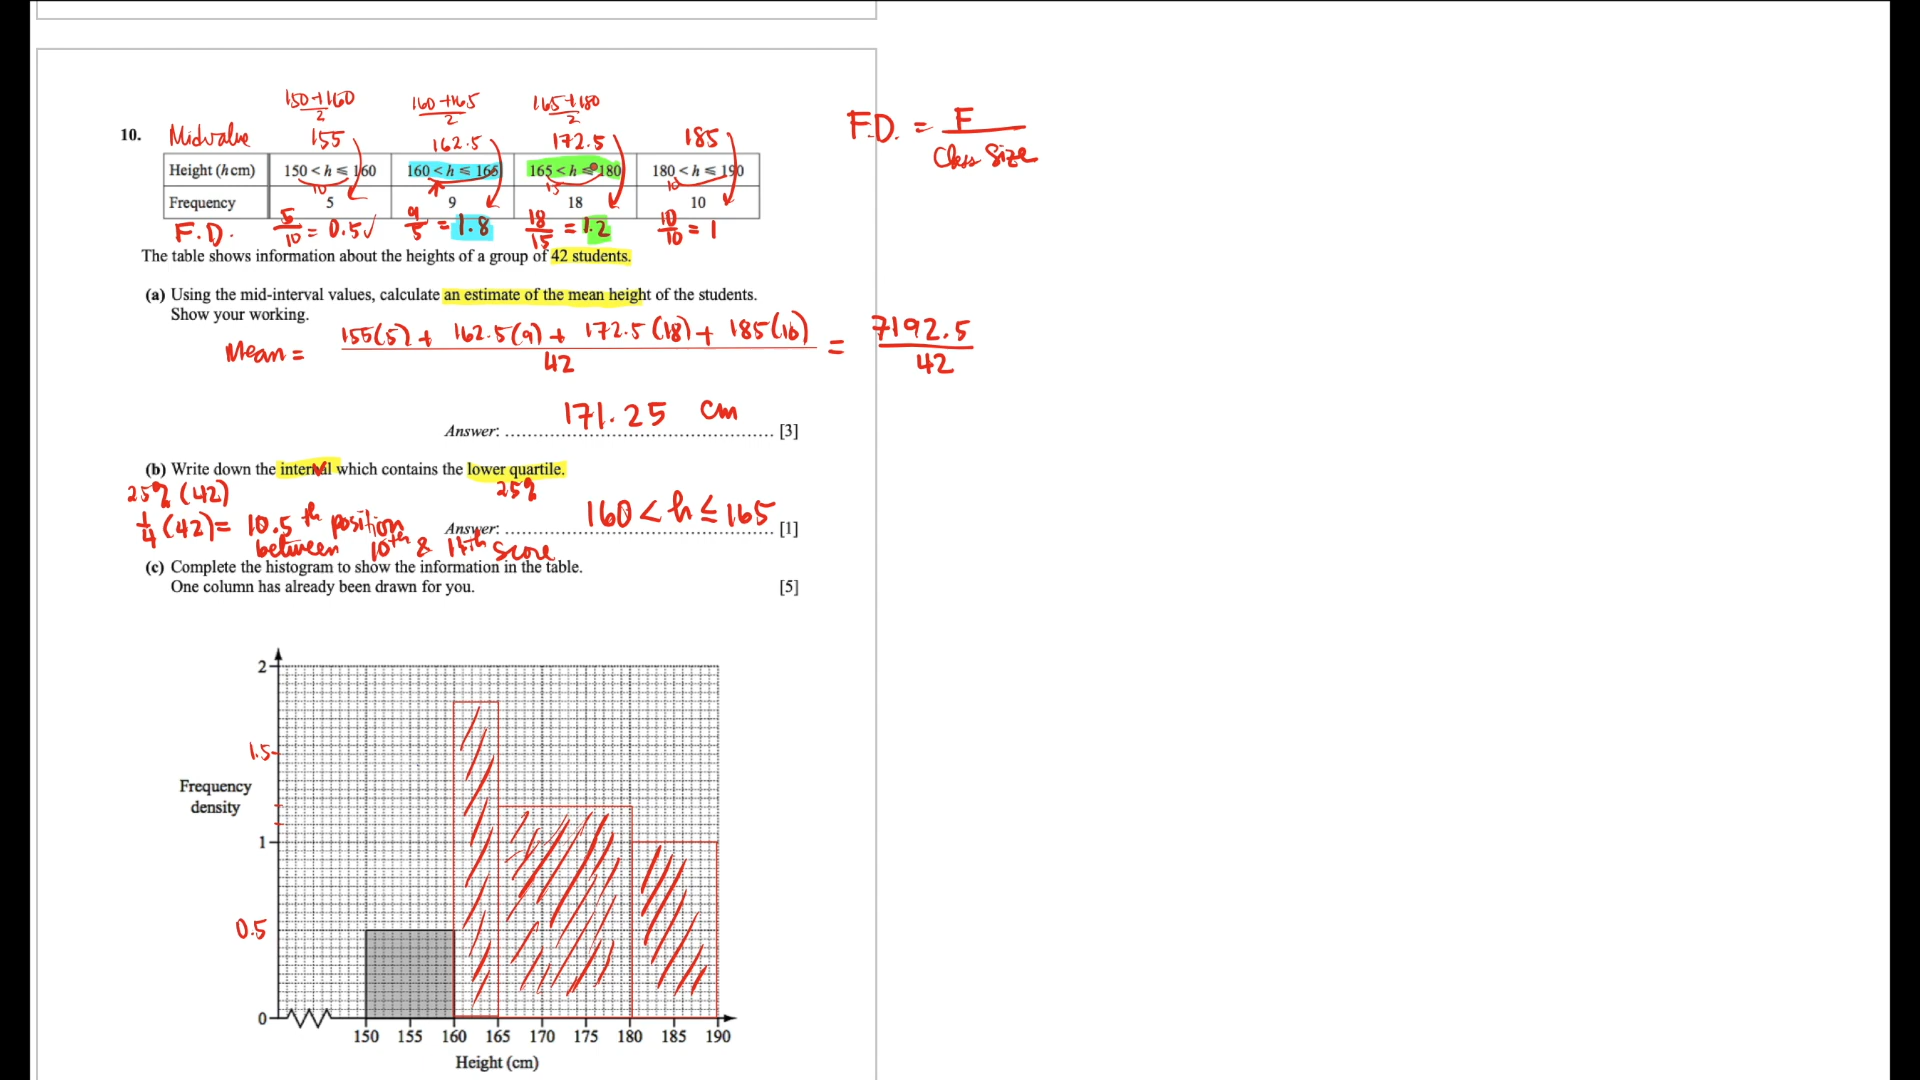 150+160
2
160+165
2
165+180
2
F.D. = F
Class Size
10. Midvalue 155 162.5 172.5 185
Height (h cm) 150 < h ⩽ 160 160 < h ⩽ 165 165 < h ⩽ 180 180 < h ⩽ 190
10 15 10
Frequency 5 9 18 10
F.D. 5/10 = 0.5✓ 9/5 = 1.8 18/15 = 1.2 10/10 = 1
The table shows information about the heights of a group of 42 students.
(a) Using the mid-interval values, calculate an estimate of the mean height of the students.
Show your working.
Mean = 155(5) + 162.5(9) + 172.5(18) + 185(10) = 7192.5
42 42
171.25 cm
Answer: ................................................ [3]
(b) Write down the interval which contains the lower quartile.
25% (42) 25%
1/4 (42) = 10.5th position
160 < h ≤ 165
Answer: ................................................ [1]
between 10th & 11th score
(c) Complete the histogram to show the information in the table.
One column has already been drawn for you. [5]
2
1.5
Frequency
density
1
0.5
0
150 155 160 165 170 175 180 185 190
Height (cm)